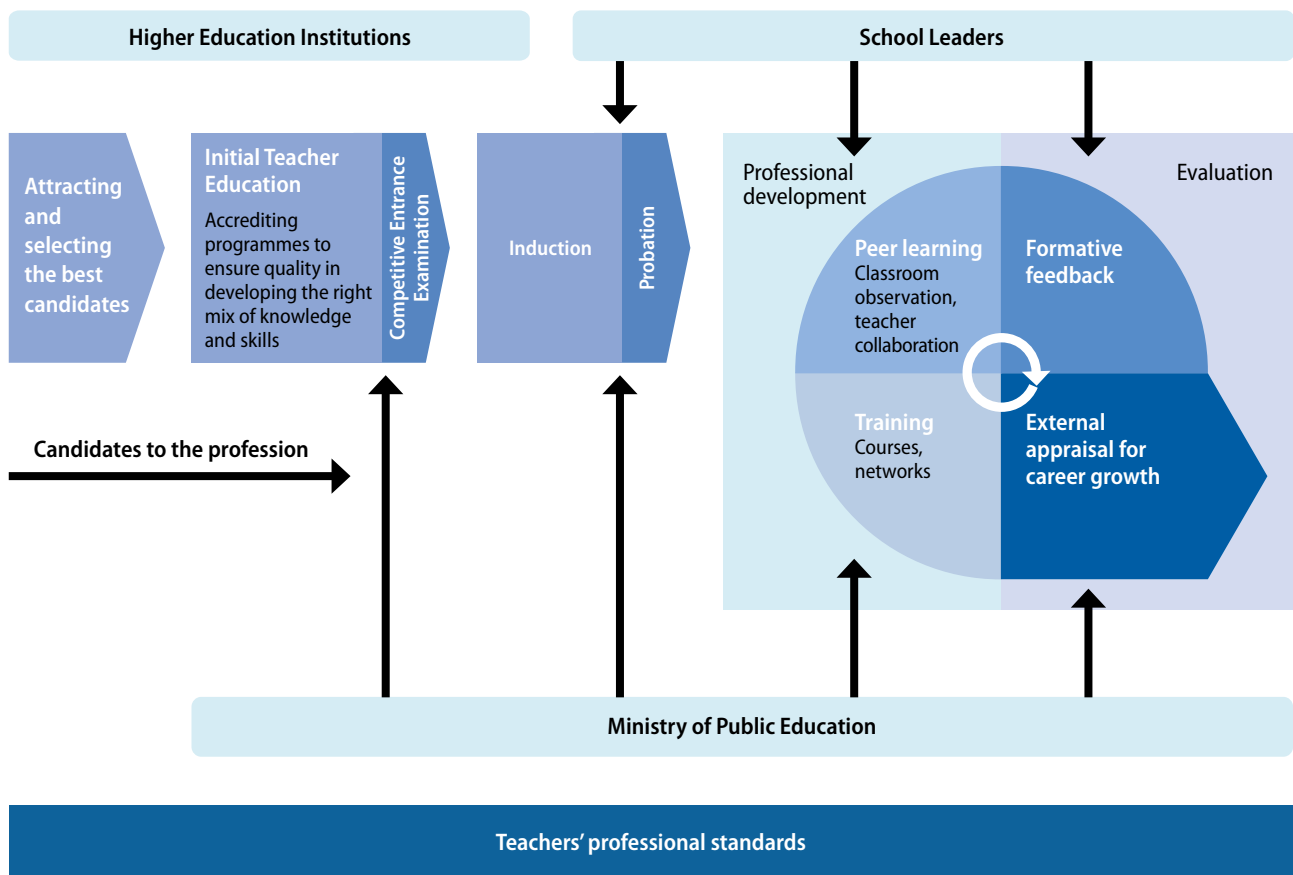 Higher Education Institutions
School Leaders
Attracting
and
selecting
the best
candidates
Initial Teacher
Education
Accrediting
programmes to
ensure quality in
developing the right
mix of knowledge
and skills
Competitive Entrance
Examination
Induction
Probation
Professional
development
Evaluation
Peer learning
Classroom
observation,
teacher
collaboration
Formative
feedback
Training
Courses,
networks
External
appraisal for
career growth
Candidates to the profession
Ministry of Public Education
Teachers’ professional standards